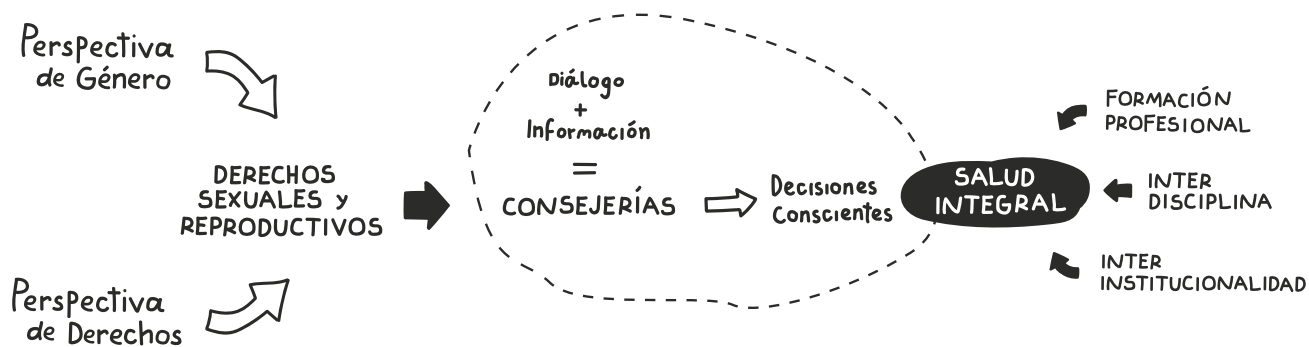 Perspectiva
de Género
DERECHOS
SEXUALES y
REPRODUCTIVOS
Perspectiva
de Derechos
Diálogo
+
Información
=
CONSEJERÍAS
Decisiones
Conscientes
SALUD
INTEGRAL
FORMACIÓN
PROFESIONAL
INTER
DISCIPLINA
INTER
INSTITUCIONALIDAD